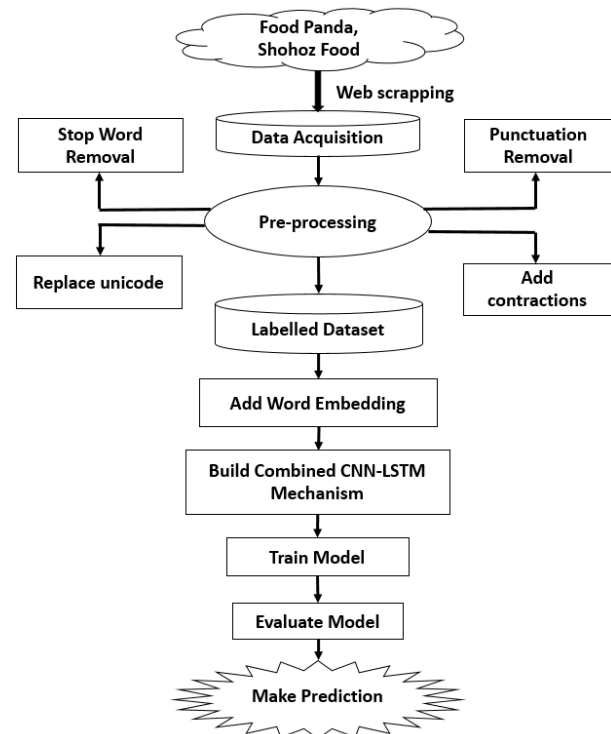 Food Panda,
Shohoz Food
Web scrapping
Data Acquisition
Stop Word
Removal
Punctuation
Removal
Pre-processing
Replace unicode
Add
contractions
Labelled Dataset
Add Word Embedding
Build Combined CNN-LSTM
Mechanism
Train Model
Evaluate Model
Make Prediction